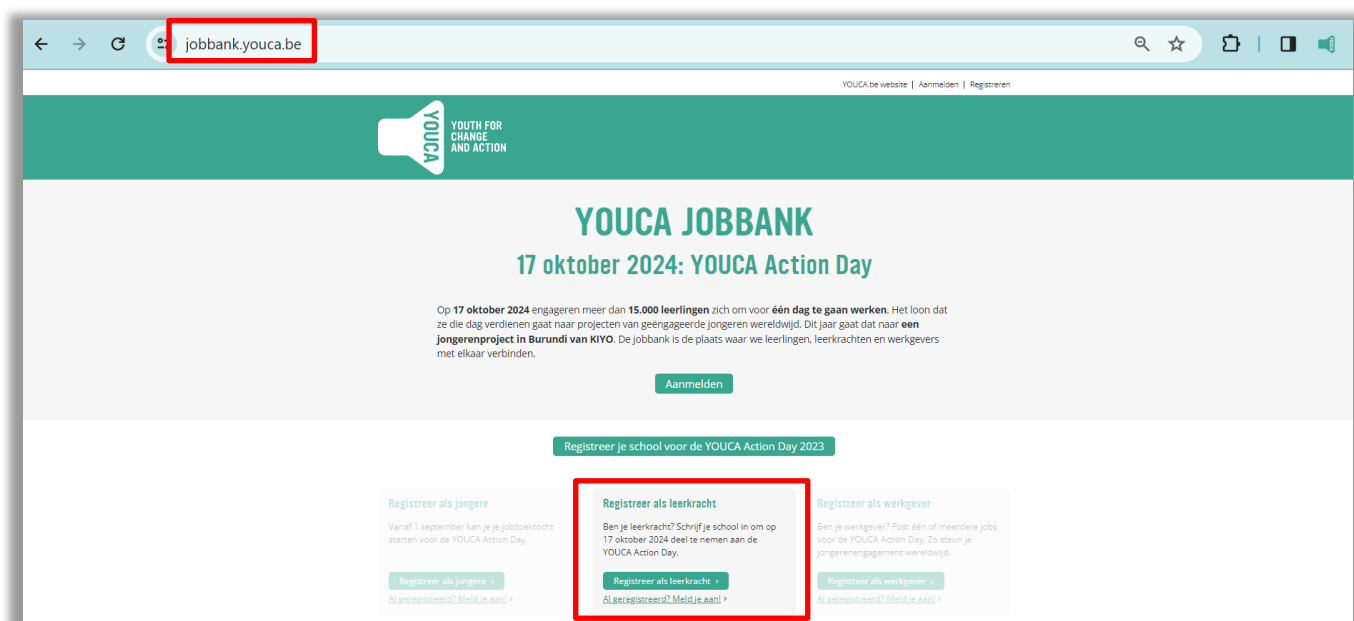 jobbank.youca.be
YOUCA.be website | Aanmelden | Registreren
YOUCA
YOUTH FOR
CHANGE
AND ACTION
YOUCA JOBBANK
17 oktober 2024: YOUCA Action Day
Op 17 oktober 2024 engageren meer dan 15.000 leerlingen zich om voor één dag te gaan werken. Het loon dat
ze die dag verdienen gaat naar projecten van geëngageerde jongeren wereldwijd. Dit jaar gaat dat naar een
jongerenproject in Burundi van KIYO. De jobbank is de plaats waar we leerlingen, leerkrachten en werkgevers
met elkaar verbinden.
Aanmelden
Registreer je school voor de YOUCA Action Day 2023
Registreer als jongere
Vanaf 1 september kan je je jobzoektocht
starten voor de YOUCA Action Day.
Registreer als jongere ›
Al geregistreerd? Meld je aan! ›
Registreer als leerkracht
Ben je leerkracht? Schrijf je school in om op
17 oktober 2024 deel te nemen aan de
YOUCA Action Day.
Registreer als leerkracht ›
Al geregistreerd? Meld je aan! ›
Registreer als werkgever
Ben je werkgever? Post één of meerdere jobs
voor de YOUCA Action Day. Zo steun je
jongerenengagement wereldwijd.
Registreer als werkgever ›
Al geregistreerd? Meld je aan! ›